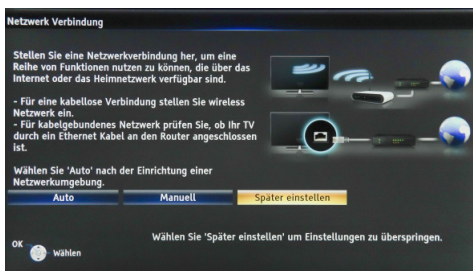 Netzwerk Verbindung
Stellen Sie eine Netzwerkverbindung her, um eine
Reihe von Funktionen nutzen zu können, die über das
Internet oder das Heimnetzwerk verfügbar sind.
- Für eine kabellose Verbindung stellen Sie wireless
Netzwerk ein.
- Für kabelgebundenes Netzwerk prüfen Sie, ob Ihr TV
durch ein Ethernet Kabel an den Router angeschlossen
ist.
Wählen Sie 'Auto' nach der Einrichtung einer
Netzwerkumgebung.
Auto Manuell Später einstellen
Wählen Sie 'Später einstellen' um Einstellungen zu überspringen.
OK
Wählen